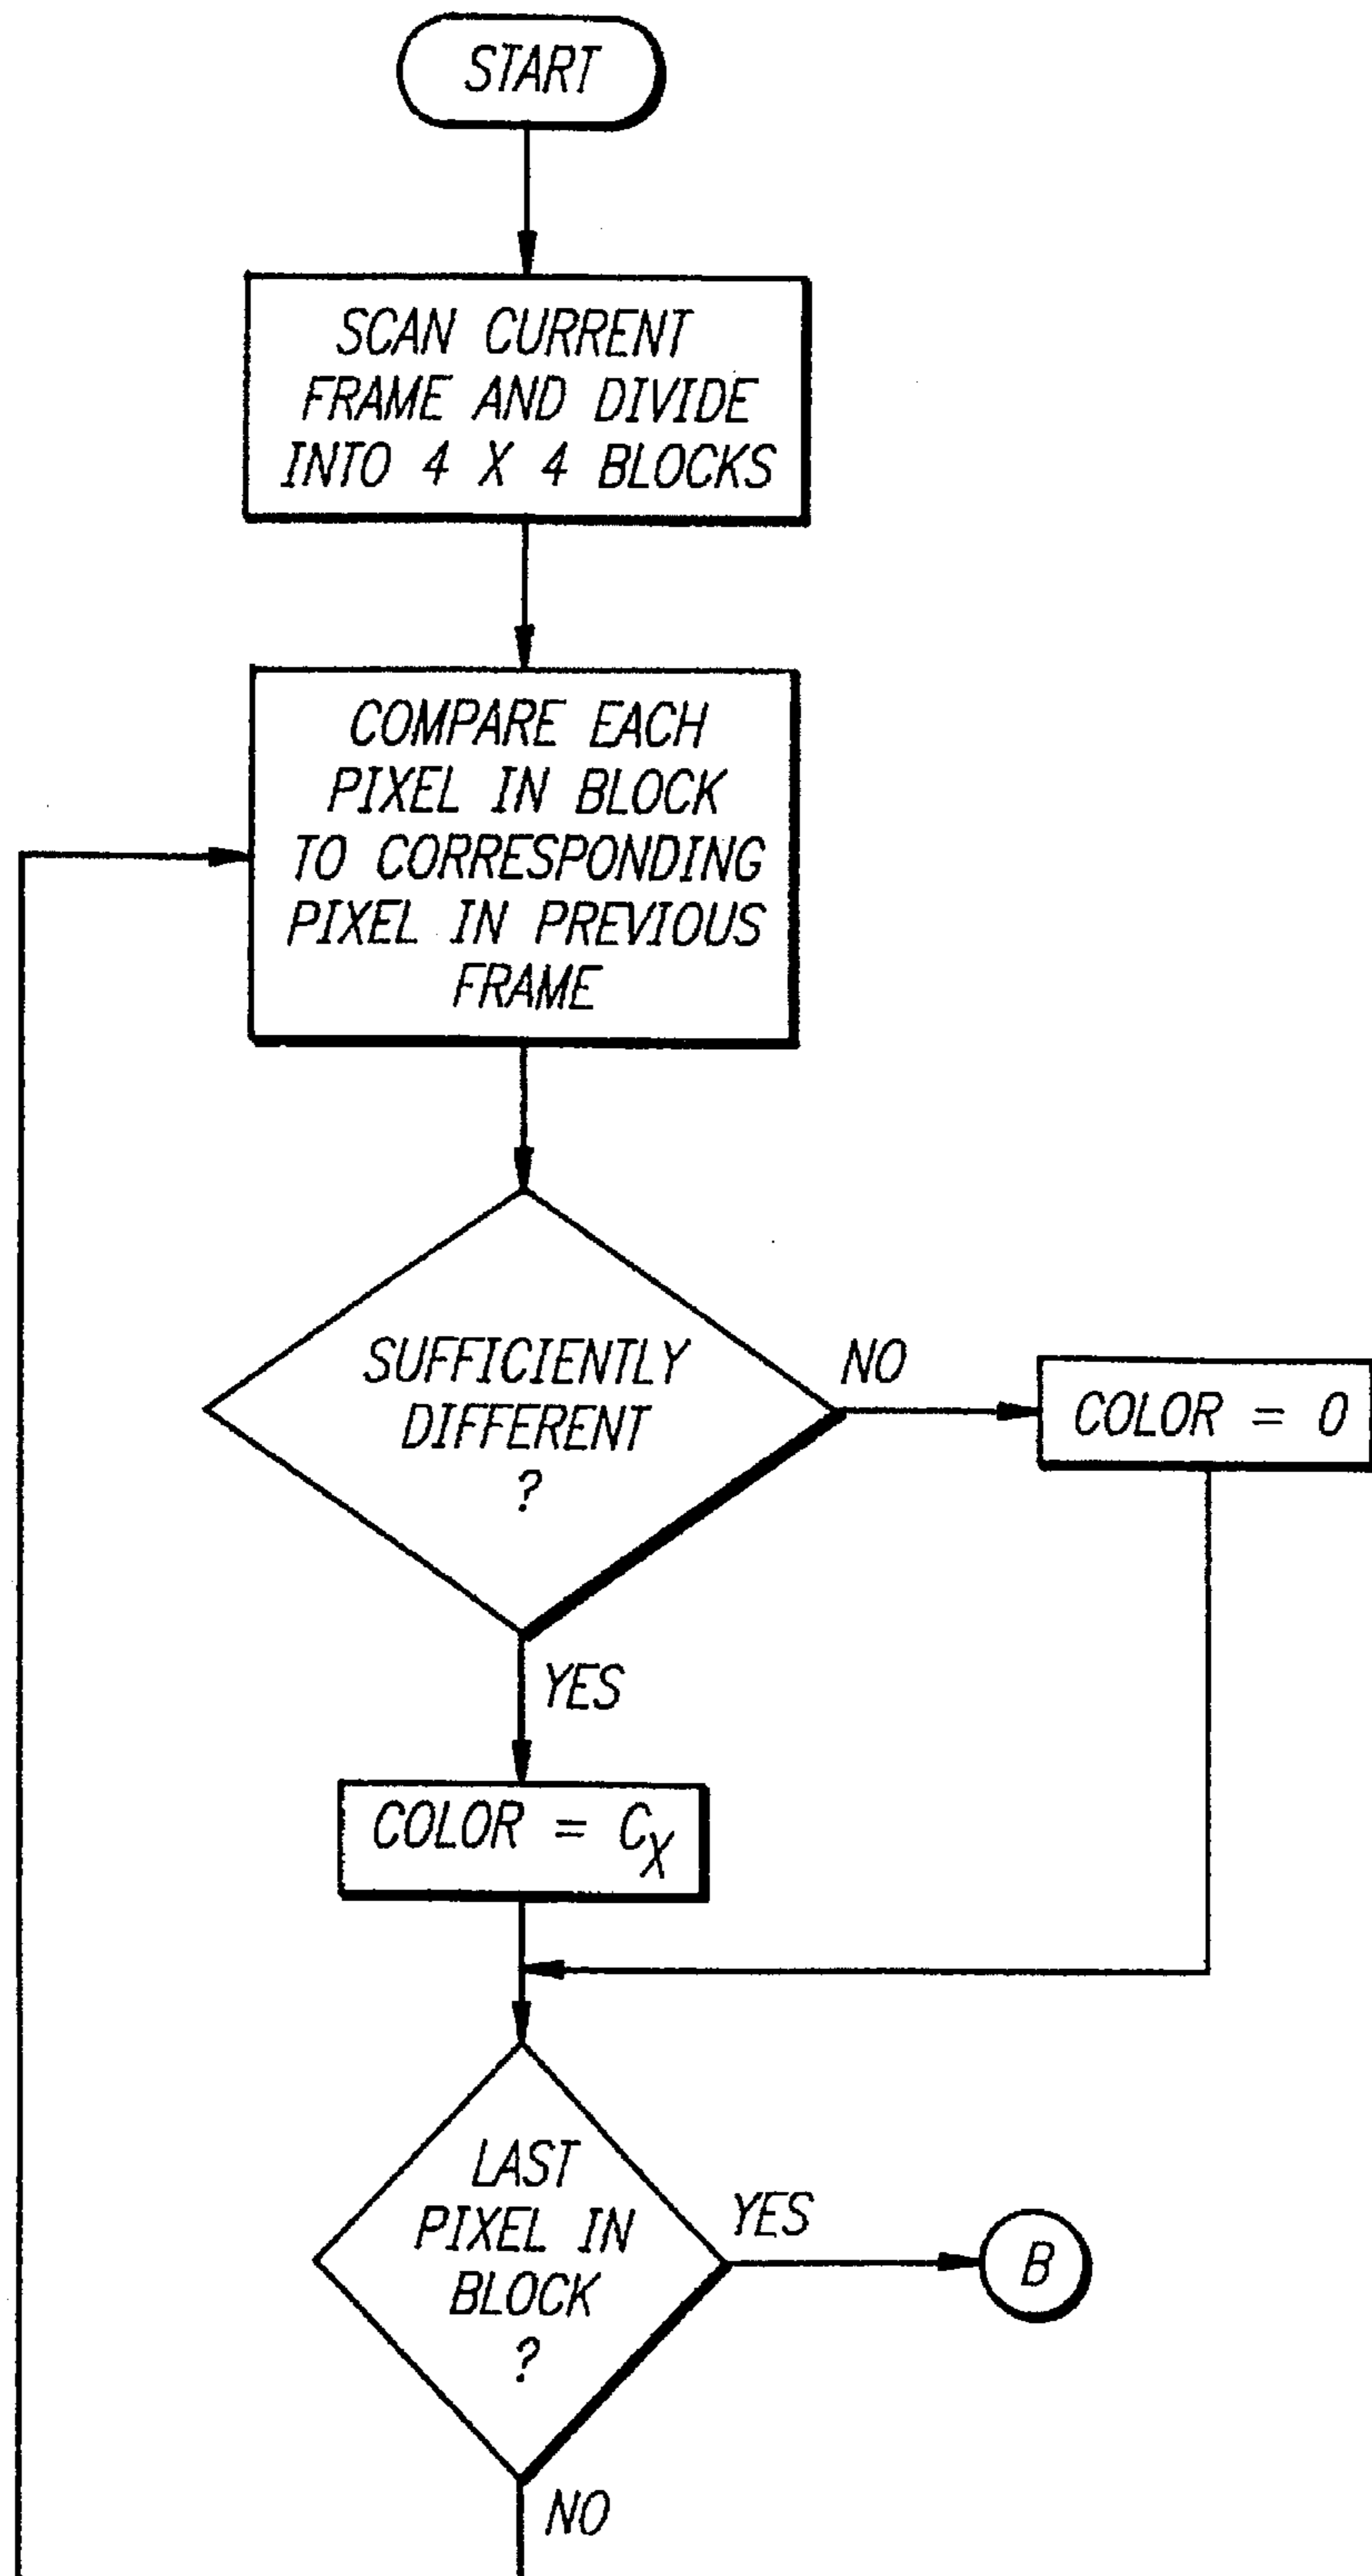 START
SCAN CURRENT
FRAME AND DIVIDE
INTO 4 X 4 BLOCKS
COMPARE EACH
PIXEL IN BLOCK
TO CORRESPONDING
PIXEL IN PREVIOUS
FRAME
SUFFICIENTLY
DIFFERENT
?
NO
COLOR = 0
YES
COLOR = CX
LAST
PIXEL IN
BLOCK
?
YES
B
NO